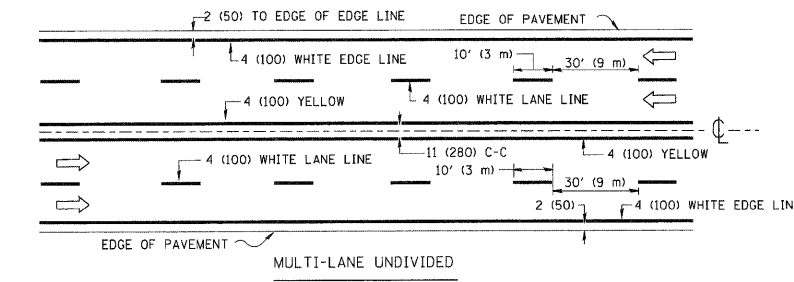 2 (50) TO EDGE OF EDGE LINE
EDGE OF PAVEMENT
4 (100) WHITE EDGE LINE
10' (3 m)
30' (9 m)
4 (100) YELLOW
4 (100) WHITE LANE LINE
℄
4 (100) WHITE LANE LINE
11 (280) C-C
4 (100) YELLOW
10' (3 m)
30' (9 m)
2 (50)
4 (100) WHITE EDGE LIN
EDGE OF PAVEMENT
MULTI-LANE UNDIVIDED